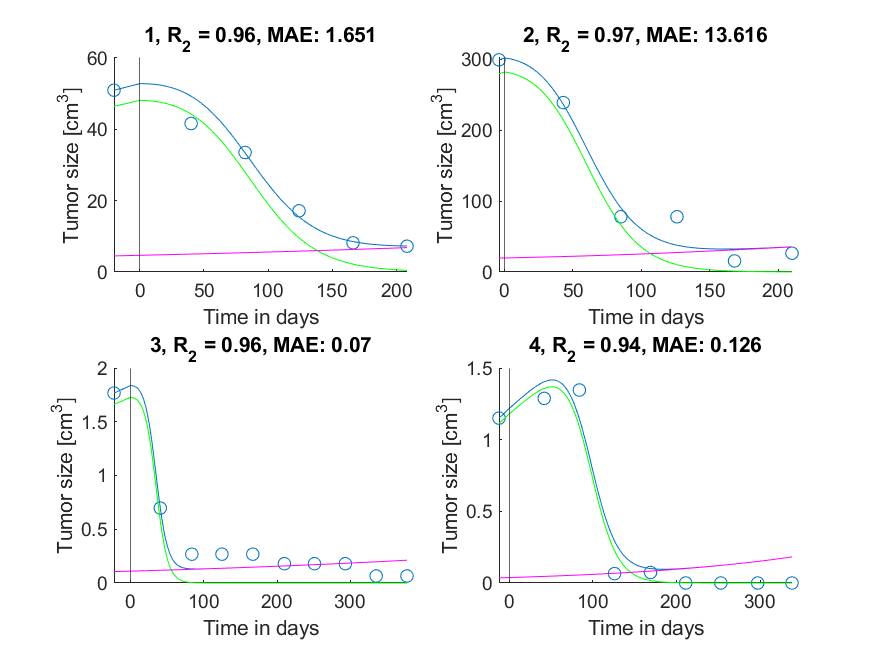 1, R2 = 0.96, MAE: 1.651
60
40
20
0
Tumor size [cm3]
0 50 100 150 200
Time in days
2, R2 = 0.97, MAE: 13.616
300
200
100
0
Tumor size [cm3]
0 50 100 150 200
Time in days
3, R2 = 0.96, MAE: 0.07
2
1.5
1
0.5
0
Tumor size [cm3]
0 100 200 300
Time in days
4, R2 = 0.94, MAE: 0.126
1.5
1
0.5
0
Tumor size [cm3]
0 100 200 300
Time in days